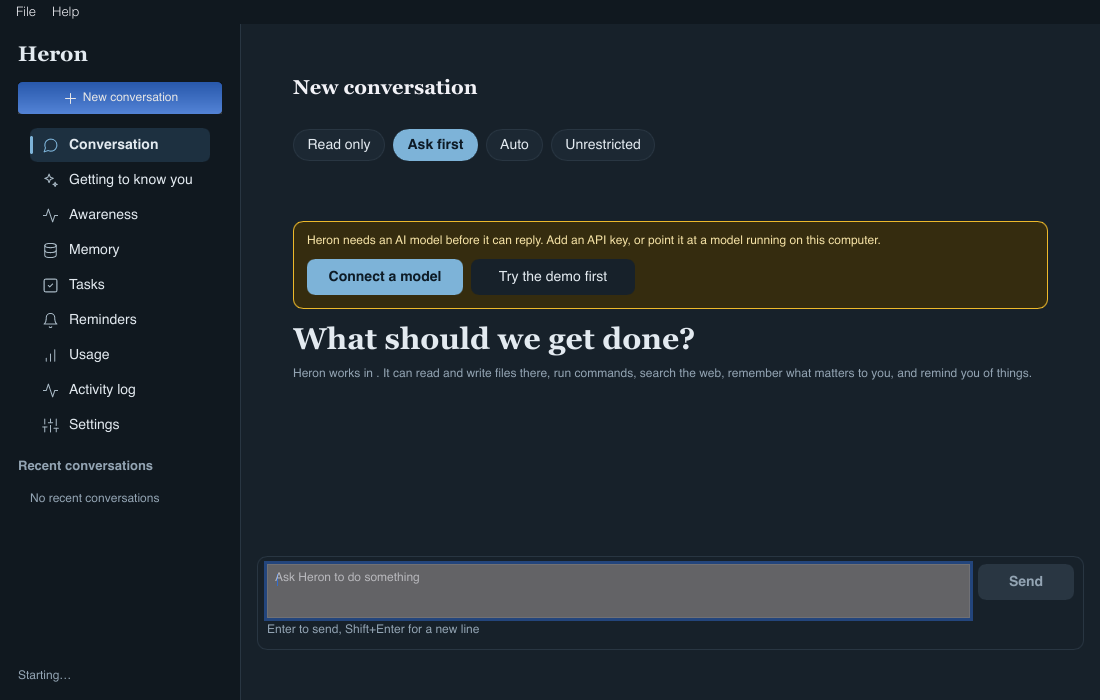 File Help
Heron
New conversation
Conversation
Getting to know you
Awareness
Memory
Tasks
Reminders
Usage
Activity log
Settings
Recent conversations
No recent conversations
Starting…
New conversation
Read only Ask first Auto Unrestricted
Heron needs an AI model before it can reply. Add an API key, or point it at a model running on this computer.
Connect a model Try the demo first
What should we get done?
Heron works in . It can read and write files there, run commands, search the web, remember what matters to you, and remind you of things.
Ask Heron to do something
Send
Enter to send, Shift+Enter for a new line